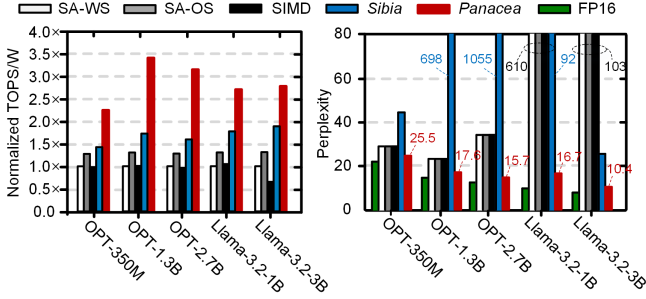 SA-WS SA-OS SIMD Sibia Panacea FP16
Normalized TOPS/W
4.0×
3.5×
3.0×
2.5×
2.0×
1.5×
1.0×
0.5×
0.0
OPT-350M
OPT-1.3B
OPT-2.7B
Llama-3.2-1B
Llama-3.2-3B
Perplexity
80
60
40
20
0
698
1055
610
92
103
25.5
17.6
15.7
16.7
10.4
OPT-350M
OPT-1.3B
OPT-2.7B
Llama-3.2-1B
Llama-3.2-3B